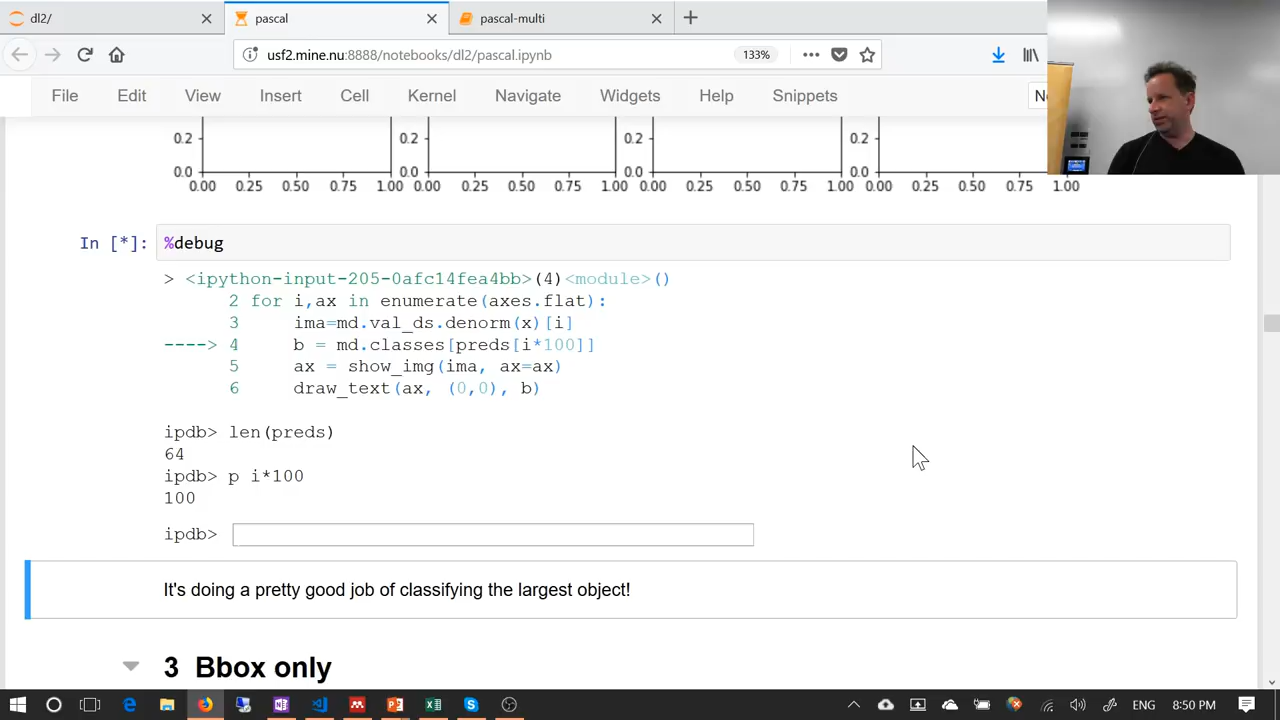 dl2/ pascal pascal-multi
usf2.mine.nu:8888/notebooks/dl2/pascal.ipynb 133%
File Edit View Insert Cell Kernel Navigate Widgets Help Snippets
0.2 0.2 0.2 0.2
0.0 0.0 0.0 0.0
0.00 0.25 0.50 0.75 1.00 0.00 0.25 0.50 0.75 1.00 0.00 0.25 0.50 0.75 1.00 0.00 0.25 0.50 0.75 1.00
In [*]: %debug
> <ipython-input-205-0afc14fea4bb>(4)<module>()
2 for i,ax in enumerate(axes.flat):
3 ima=md.val_ds.denorm(x)[i]
----> 4 b = md.classes[preds[i*100]]
5 ax = show_img(ima, ax=ax)
6 draw_text(ax, (0,0), b)
ipdb> len(preds)
64
ipdb> p i*100
100
ipdb>
It's doing a pretty good job of classifying the largest object!
3 Bbox only
ENG 8:50 PM